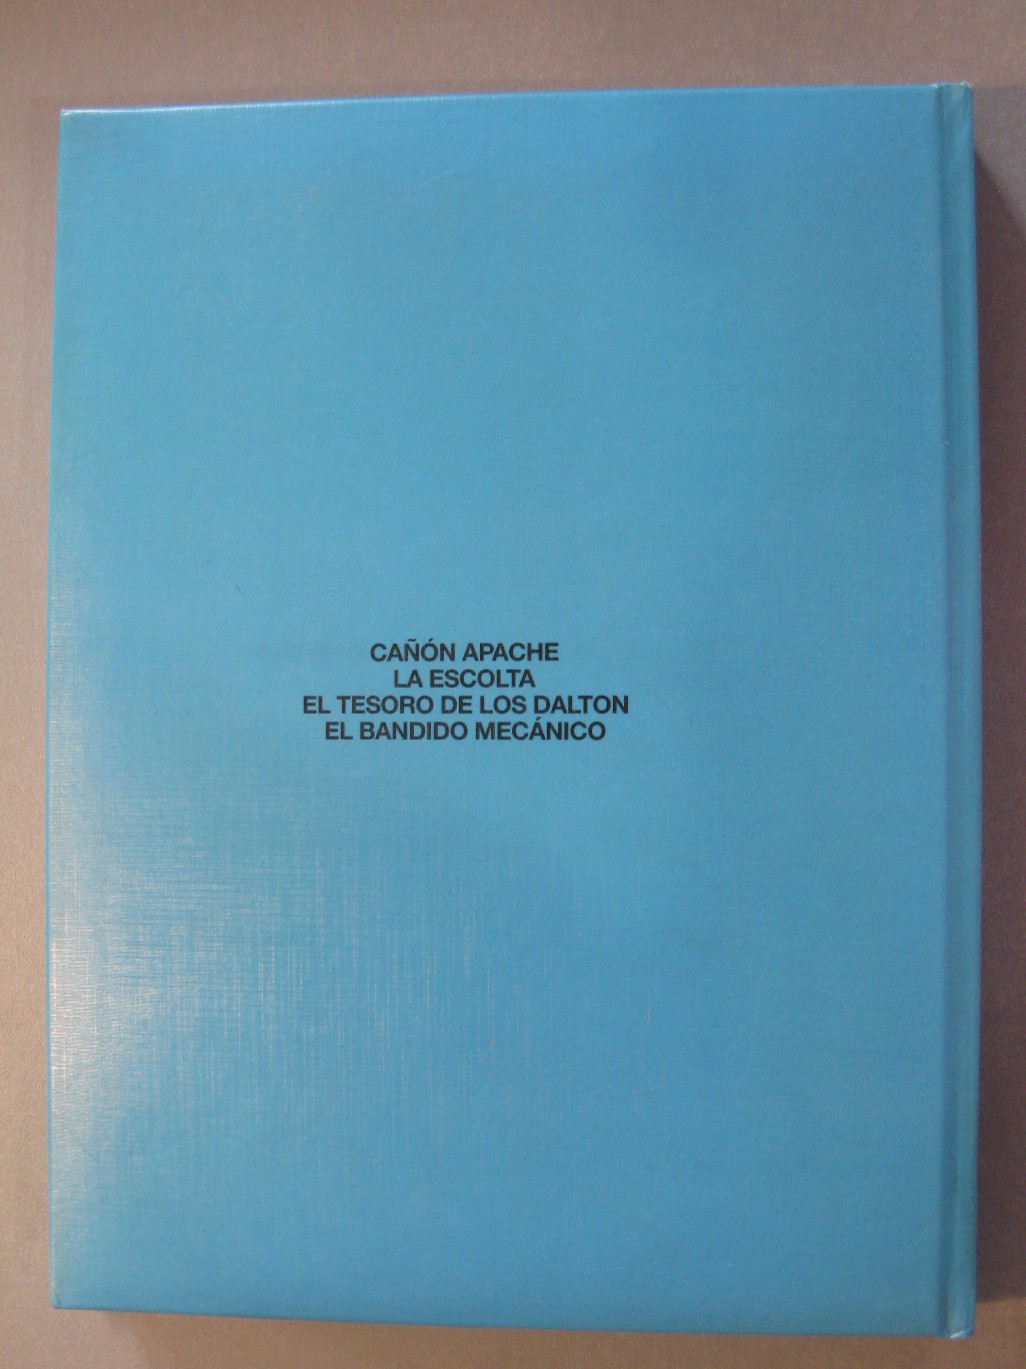 CAÑÓN APACHE
LA ESCOLTA
EL TESORO DE LOS DALTON
EL BANDIDO MECÁNICO